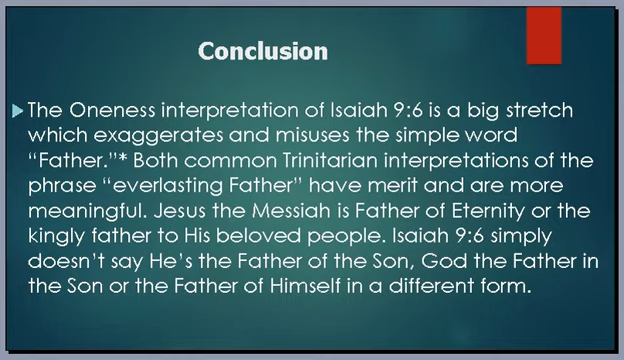 Conclusion
The Oneness interpretation of Isaiah 9:6 is a big stretch
which exaggerates and misuses the simple word
“Father.”* Both common Trinitarian interpretations of the
phrase “everlasting Father” have merit and are more
meaningful. Jesus the Messiah is Father of Eternity or the
kingly father to His beloved people. Isaiah 9:6 simply
doesn’t say He’s the Father of the Son, God the Father in
the Son or the Father of Himself in a different form.